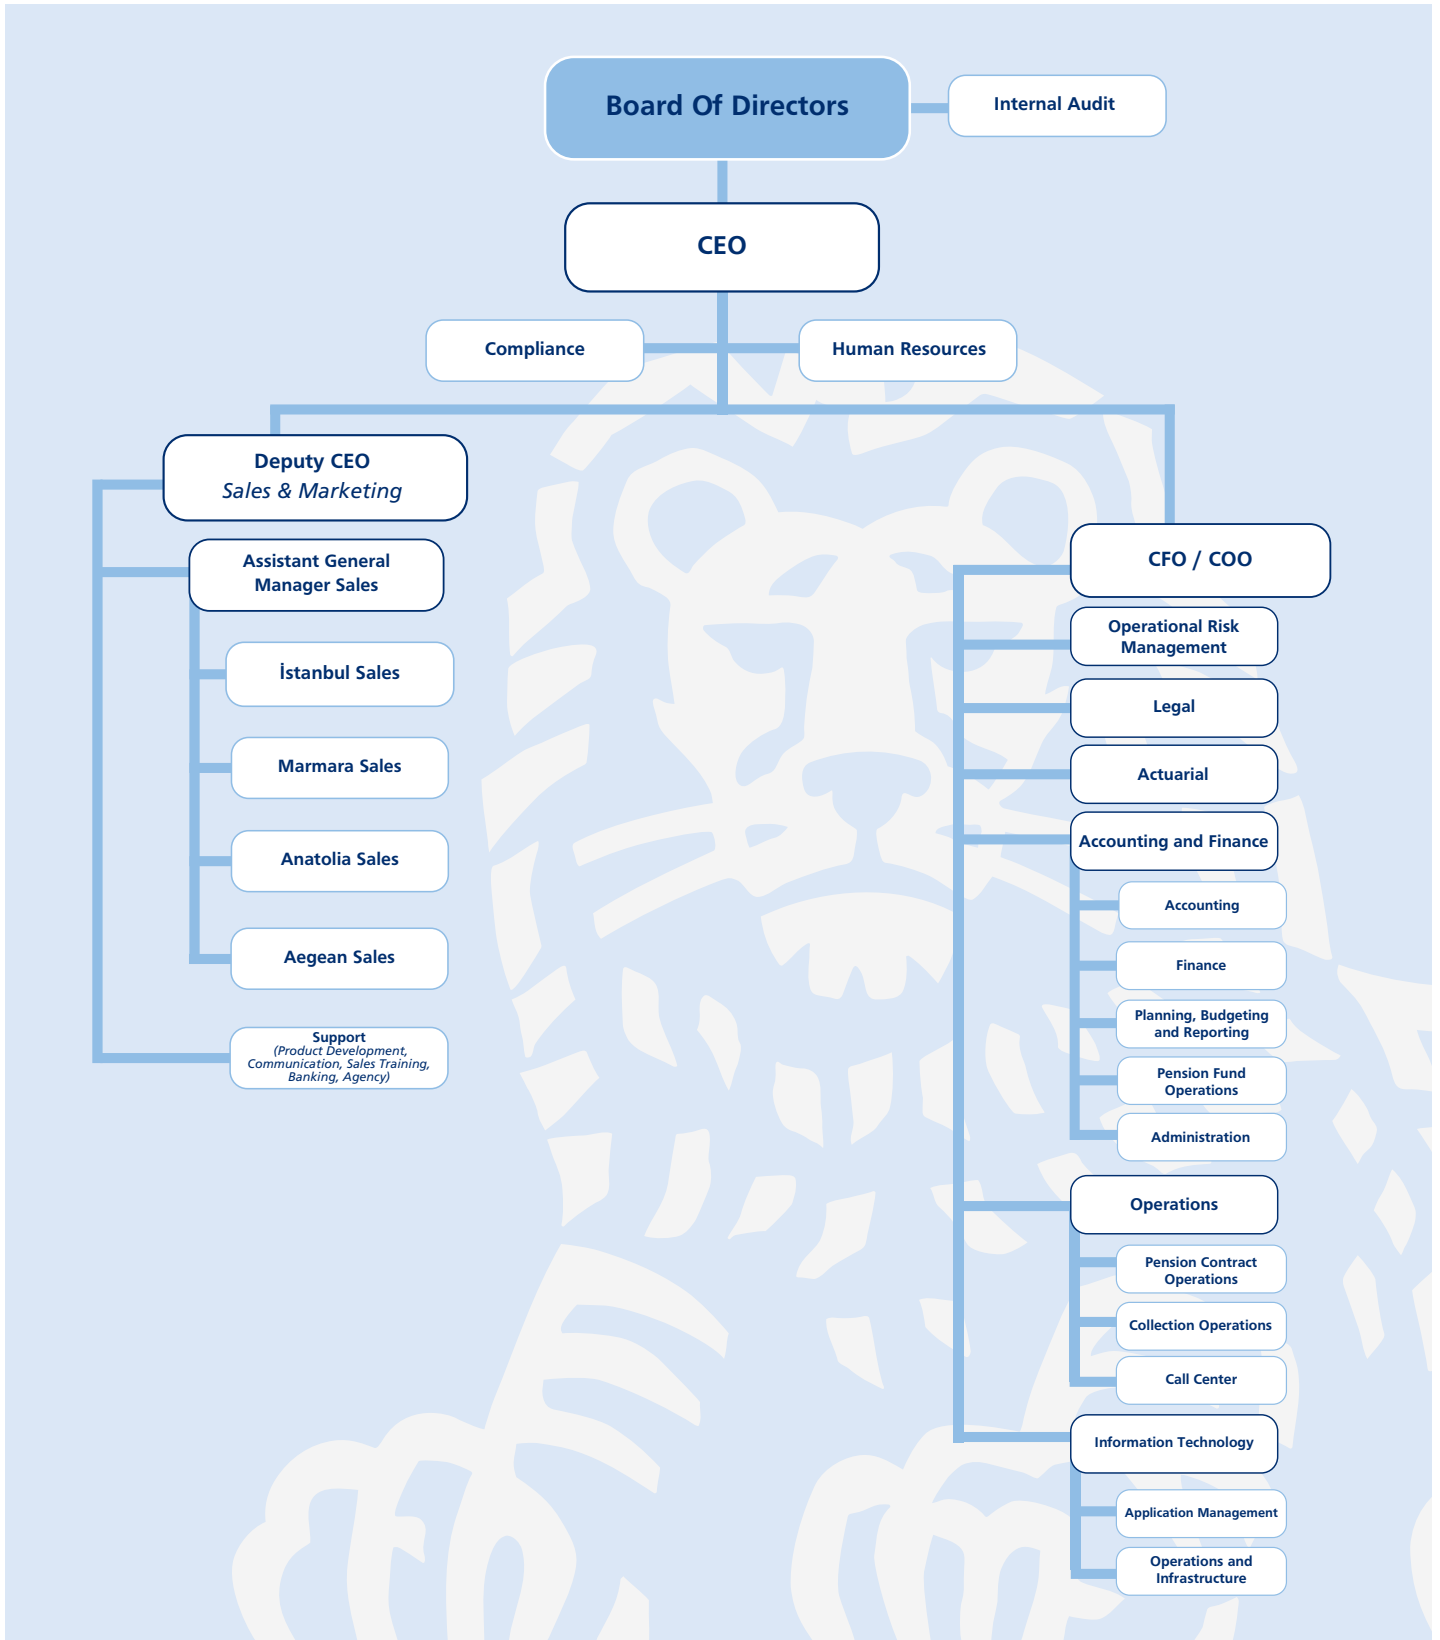 Board Of Directors
Internal Audit
CEO
Compliance
Human Resources
Deputy CEO
Sales & Marketing
Assistant General
Manager Sales
İstanbul Sales
Marmara Sales
Anatolia Sales
Aegean Sales
Support
(Product Development,
Communication, Sales Training,
Banking, Agency)
CFO / COO
Operational Risk
Management
Legal
Actuarial
Accounting and Finance
Accounting
Finance
Planning, Budgeting
and Reporting
Pension Fund
Operations
Administration
Operations
Pension Contract
Operations
Collection Operations
Call Center
Information Technology
Application Management
Operations and
Infrastructure